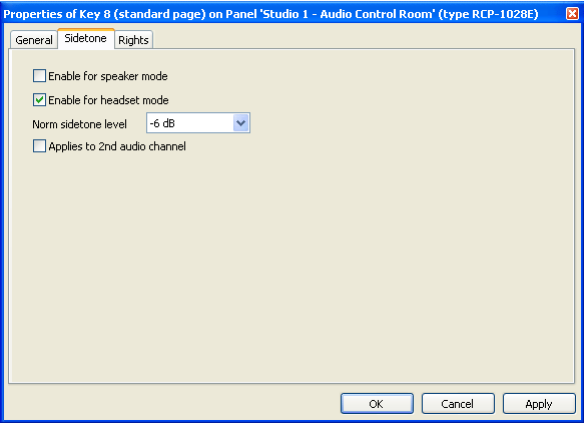 Properties of Key 8 (standard page) on Panel 'Studio 1 - Audio Control Room' (type RCP-1028E)
General Sidetone Rights
Enable for speaker mode
Enable for headset mode
Norm sidetone level -6 dB
Applies to 2nd audio channel
OK Cancel Apply